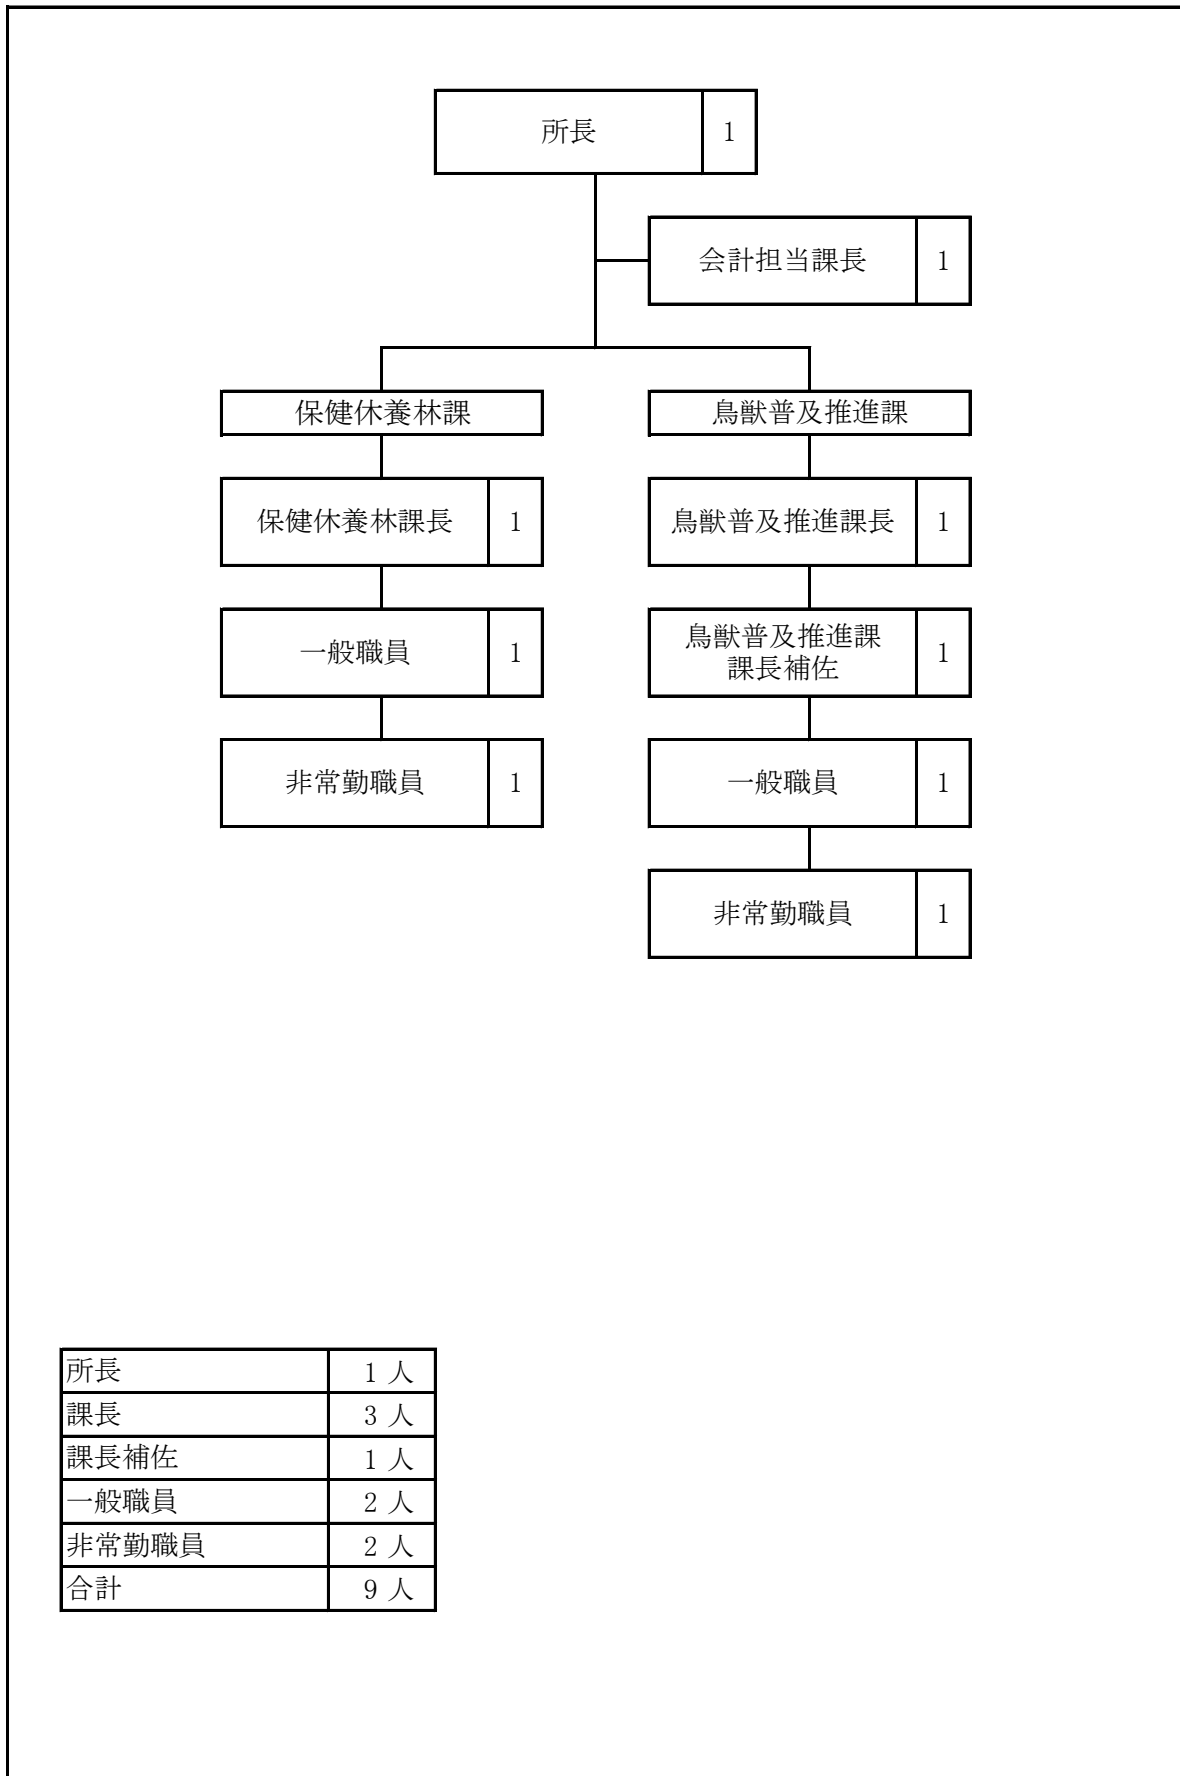 所長 1
会計担当課長 1
保健休養林課
鳥獣普及推進課
保健休養林課長 1
鳥獣普及推進課長 1
一般職員 1
鳥獣普及推進課
課長補佐 1
非常勤職員 1
一般職員 1
非常勤職員 1
所長 1 人
課長 3 人
課長補佐 1 人
一般職員 2 人
非常勤職員 2 人
合計 9 人